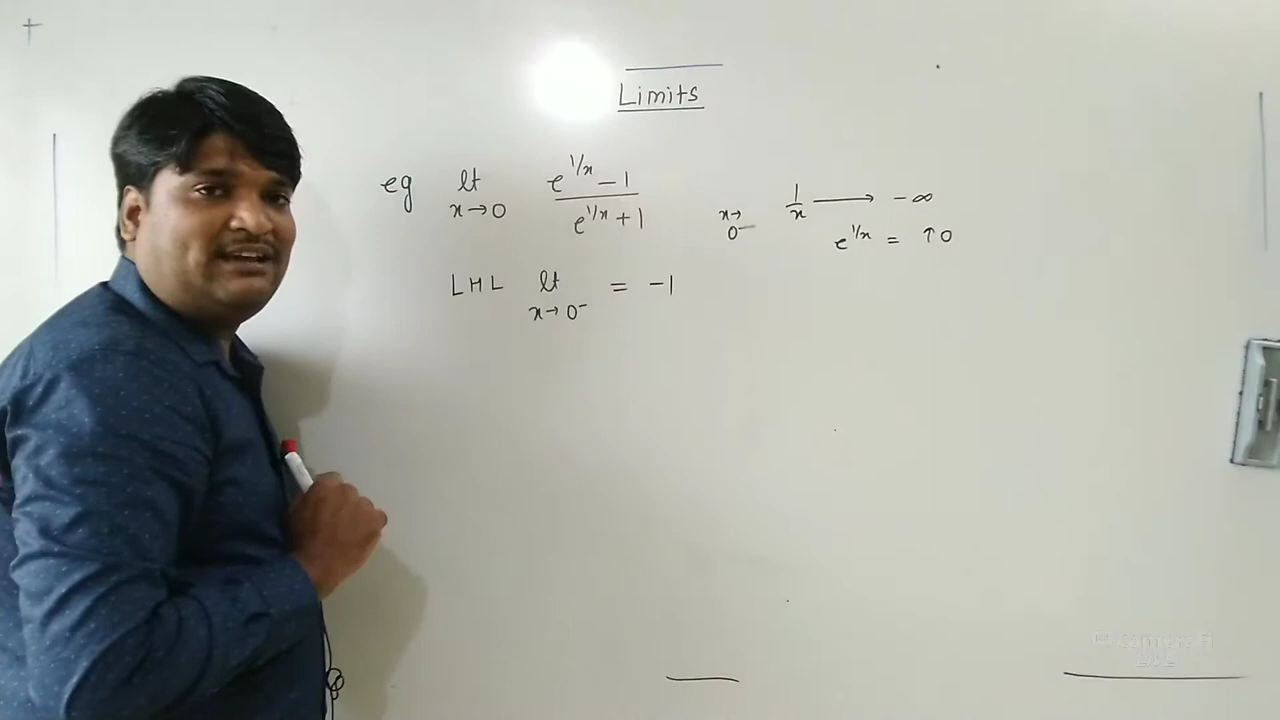 Limits
eg lt x→0 (e^1/x − 1)/(e^1/x + 1)
x→0⁻ 1/x ⟶ −∞
e^1/x = ↑0
LHL lt x→0⁻ = −1